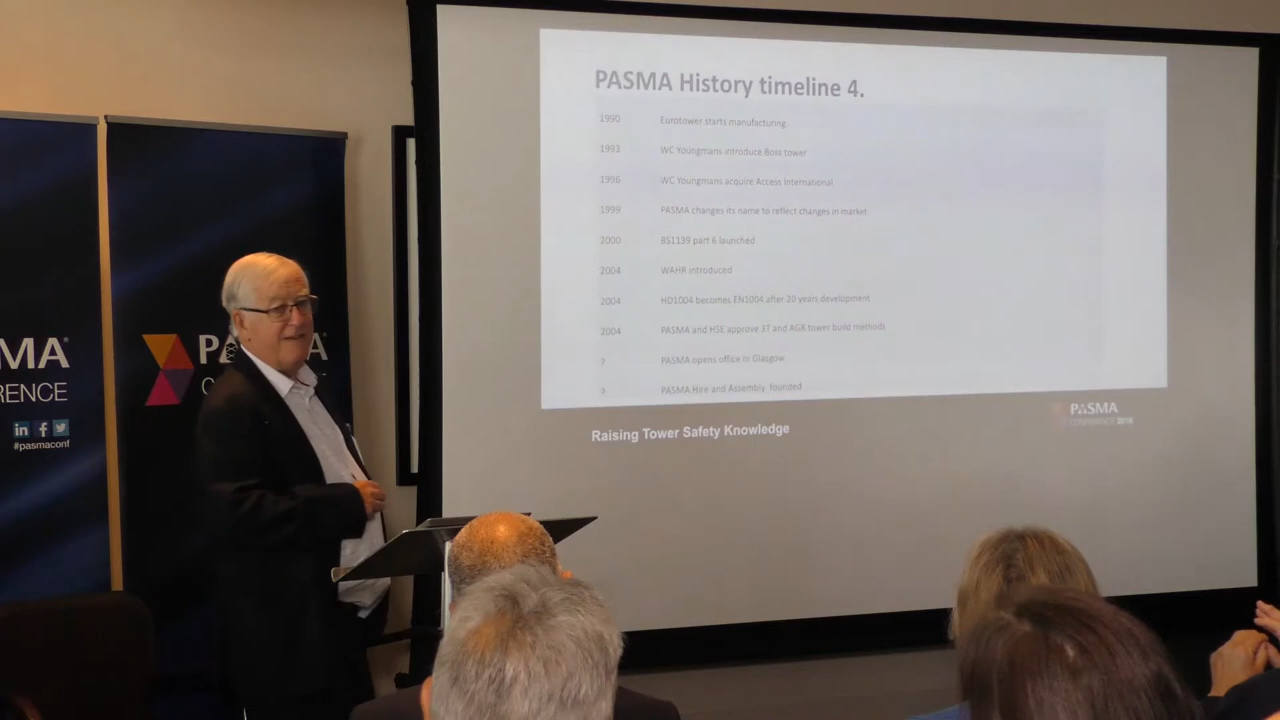 PASMA History timeline 4.
1990 Eurotower starts manufacturing
1993 WC Youngmans introduce Boss tower
1996 WC Youngmans acquire Access International
1999 PASMA changes its name to reflect changes in market
2000 BS1139 part 6 launched
2004 WAHR introduced
2004 HD1004 becomes EN1004 after 20 years development
2004 PASMA and HSE approve 3T and AGR tower build methods
? PASMA opens office in Glasgow
? PASMA Hire and Assembly founded
Raising Tower Safety Knowledge
PASMA
CONFERENCE 2018
MA
RENCE
in f
#pasmaconf
PA A
C